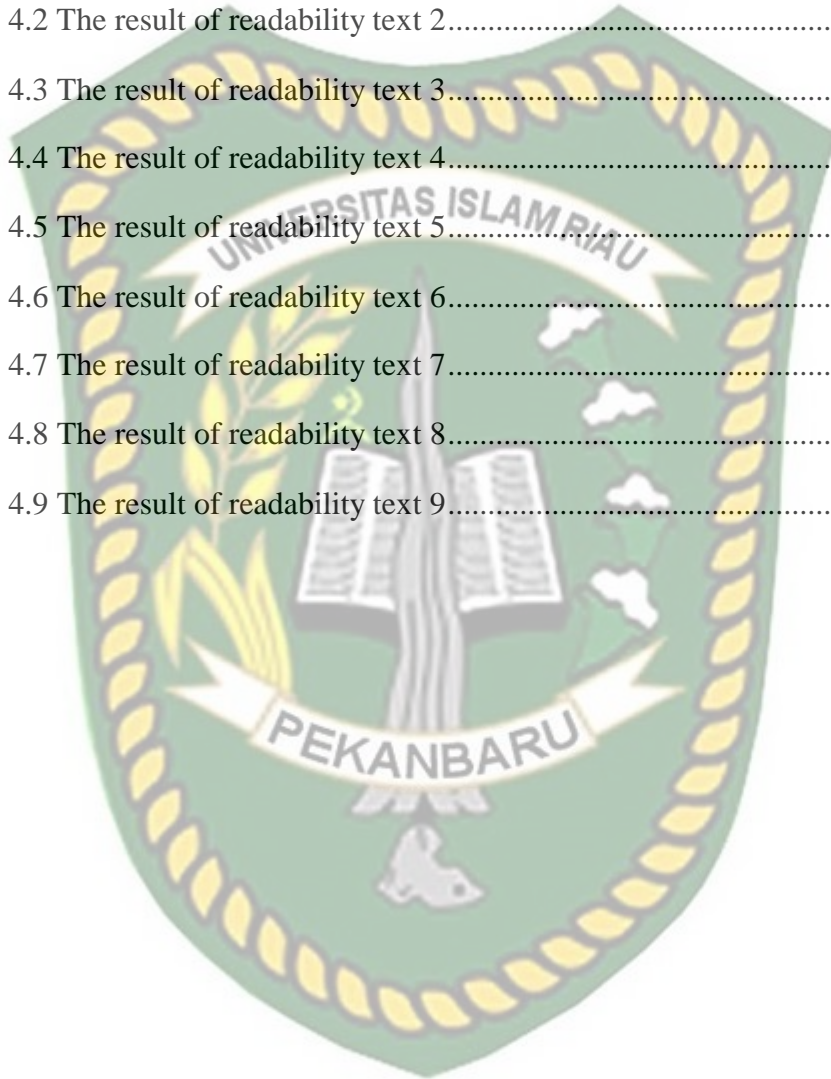 4.2 The result of readability text 2..........................................
4.3 The result of readability text 3..........................................
4.4 The result of readability text 4..........................................
UNIVERSITAS ISLAM RIAU
4.5 The result of readability text 5..........................................
4.6 The result of readability text 6..........................................
4.7 The result of readability text 7..........................................
4.8 The result of readability text 8..........................................
4.9 The result of readability text 9..........................................
PEKANBARU